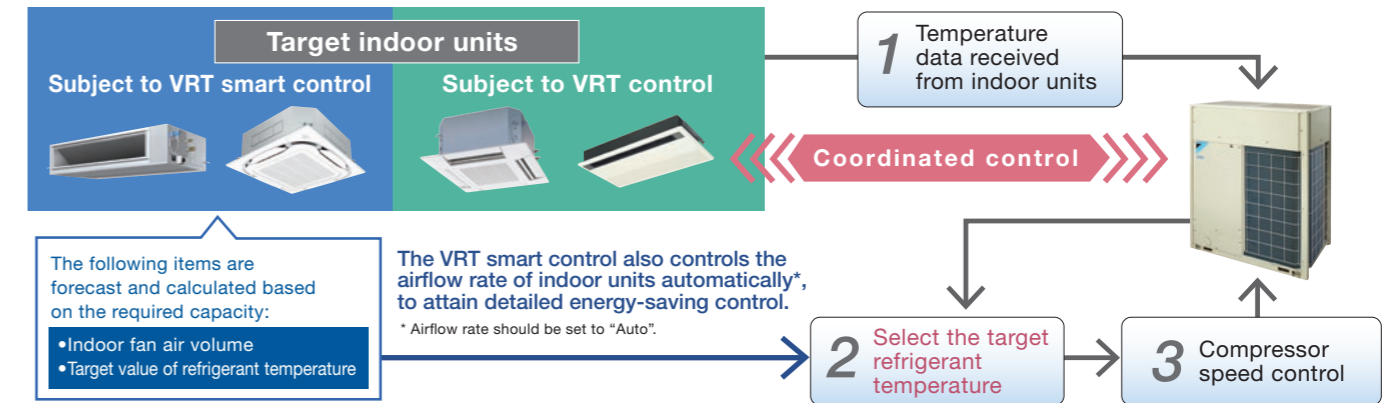 Target indoor units
Subject to VRT smart control
Subject to VRT control
1
Temperature
data received
from indoor units
Coordinated control
The following items are
forecast and calculated based
on the required capacity:
•Indoor fan air volume
•Target value of refrigerant temperature
The VRT smart control also controls the
airflow rate of indoor units automatically*,
to attain detailed energy-saving control.
* Airflow rate should be set to “Auto”.
2
Select the target
refrigerant
temperature
3
Compressor
speed control